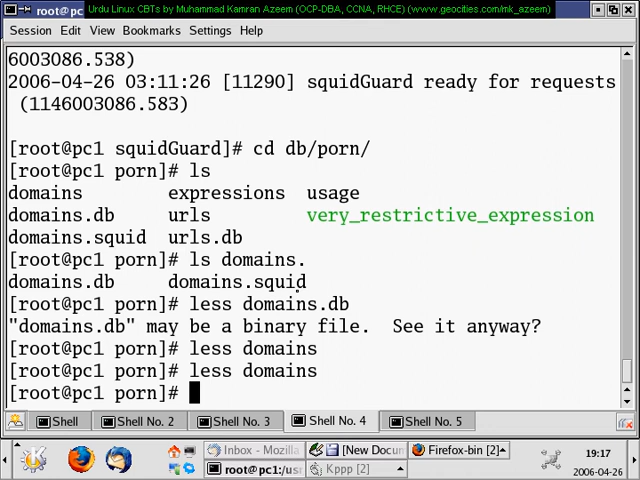 root@pc1 Urdu Linux CBTs by Muhammad Kamran Azeem (OCP-DBA, CCNA, RHCE) (www.geocities.com/mk_azeem)
Session Edit View Bookmarks Settings Help
6003086.538)
2006-04-26 03:11:26 [11290] squidGuard ready for requests
(1146003086.583)
[root@pc1 squidGuard]# cd db/porn/
[root@pc1 porn]# ls
domains expressions usage
domains.db urls very_restrictive_expression
domains.squid urls.db
[root@pc1 porn]# ls domains.
domains.db domains.squid
[root@pc1 porn]# less domains.db
"domains.db" may be a binary file. See it anyway?
[root@pc1 porn]# less domains
[root@pc1 porn]# less domains
[root@pc1 porn]#
Shell Shell No. 2 Shell No. 3 Shell No. 4 Shell No. 5
Inbox - Mozilla [New Docum Firefox-bin [2] 19:17
root@pc1:/usr Kppp [2] 2006-04-26